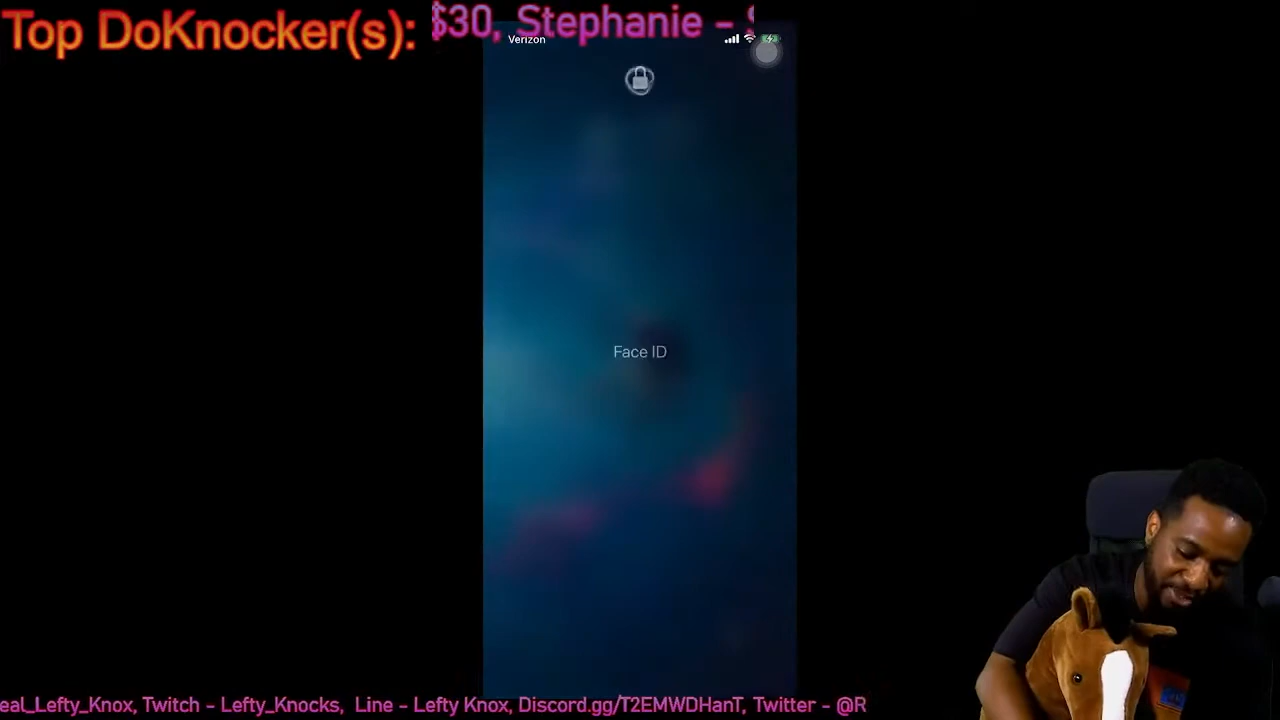 Top DoKnocker(s): $30, Stephanie -
Verizon
Face ID
eal_Lefty_Knox, Twitch - Lefty_Knocks, Line - Lefty Knox, Discord.gg/T2EMWDHanT, Twitter - @R